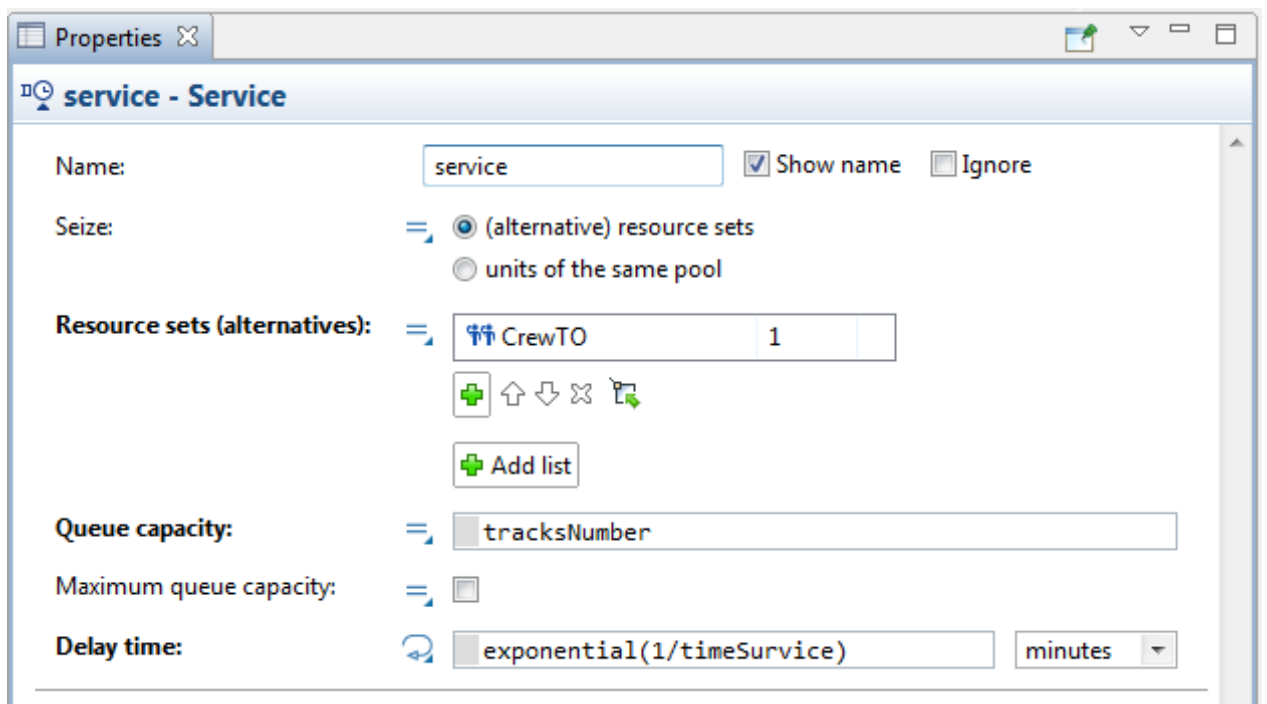 Properties
service - Service
Name: service Show name Ignore
Seize: (alternative) resource sets
units of the same pool
Resource sets (alternatives): CrewTO 1
Add list
Queue capacity: tracksNumber
Maximum queue capacity:
Delay time: exponential(1/timeSurvice) minutes